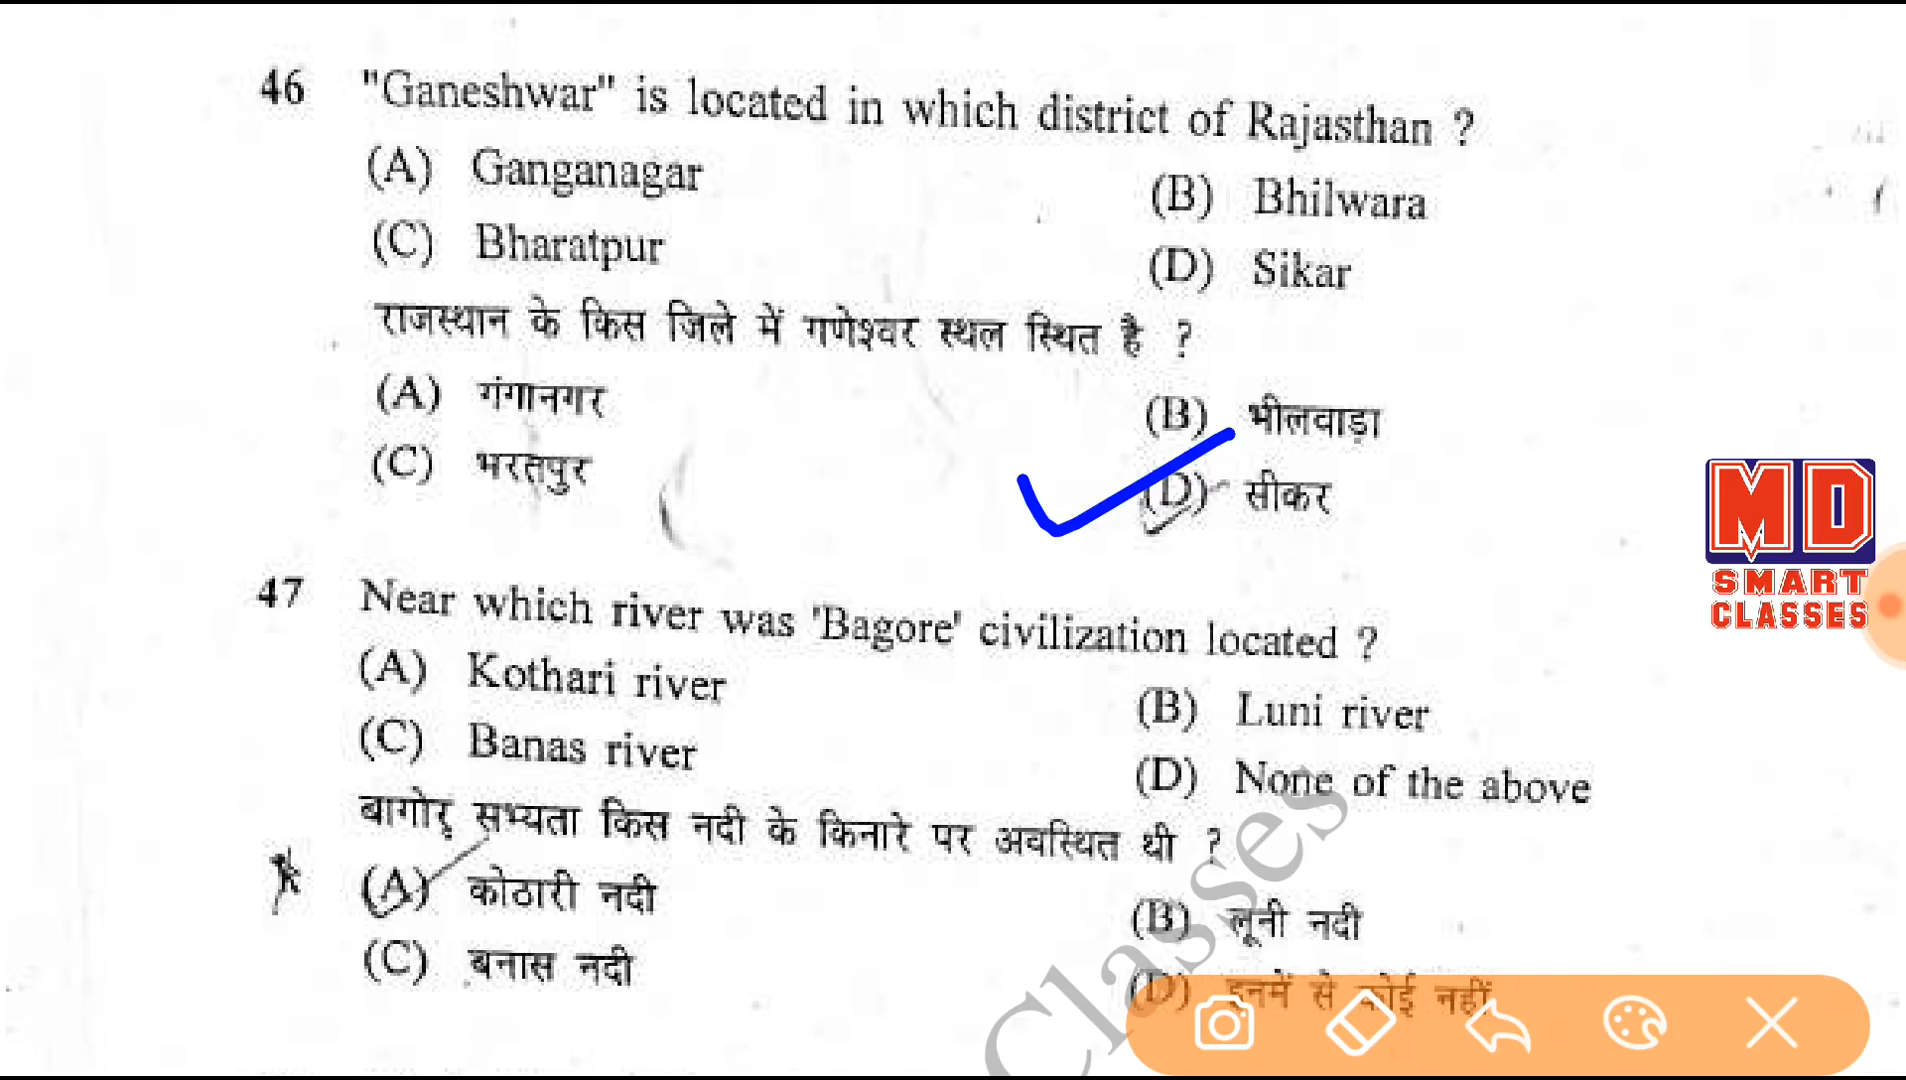 46 "Ganeshwar" is located in which district of Rajasthan ?
(A) Ganganagar (B) Bhilwara
(C) Bharatpur (D) Sikar
राजस्थान के किस जिले में गणेश्वर स्थल स्थित है ?
(A) गंगानगर (B) भीलवाड़ा
(C) भरतपुर (D) सीकर
MD
SMART
CLASSES
47 Near which river was 'Bagore' civilization located ?
(A) Kothari river (B) Luni river
(C) Banas river (D) None of the above
बागोर सभ्यता किस नदी के किनारे पर अवस्थित थी ?
(A) कोठारी नदी (B) लूनी नदी
(C) बनास नदी (D) इनमें से कोई नहीं
Classes